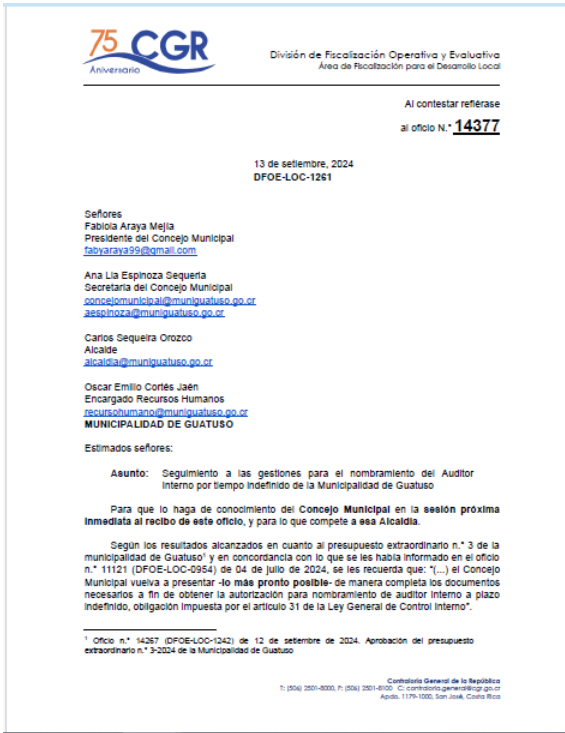 75 CGR
Aniversario
División de Fiscalización Operativa y Evaluativa
Área de Fiscalización para el Desarrollo Local
Al contestar refiérase
al oficio N.° 14377
13 de setiembre, 2024
DFOE-LOC-1261
Señores
Fabiola Araya Mejía
Presidente del Concejo Municipal
fabyaraya99@gmail.com
Ana Lía Espinoza Sequeria
Secretaria del Concejo Municipal
concejomunicipal@muniguatuso.go.cr
aespinoza@muniguatuso.go.cr
Carlos Sequeira Orozco
Alcalde
alcaldia@muniguatuso.go.cr
Oscar Emilio Cortés Jaén
Encargado Recursos Humanos
recursohumano@muniguatuso.go.cr
MUNICIPALIDAD DE GUATUSO
Estimados señores:
Asunto: Seguimiento a las gestiones para el nombramiento del Auditor
Interno por tiempo indefinido de la Municipalidad de Guatuso
Para que lo haga de conocimiento del Concejo Municipal en la sesión próxima
inmediata al recibo de este oficio, y para lo que compete a esa Alcaldía.
Según los resultados alcanzados en cuanto al presupuesto extraordinario n.° 3 de la
municipalidad de Guatuso¹ y en concordancia con lo que se les había informado en el oficio
n.° 11121 (DFOE-LOC-0954) de 04 de julio de 2024, se les recuerda que: "(...) el Concejo
Municipal vuelva a presentar -lo más pronto posible- de manera completa los documentos
necesarios a fin de obtener la autorización para nombramiento de auditor interno a plazo
indefinido, obligación impuesta por el artículo 31 de la Ley General de Control Interno".
¹ Oficio n.° 14267 (DFOE-LOC-1242) de 12 de setiembre de 2024. Aprobación del presupuesto
extraordinario n.° 3-2024 de la Municipalidad de Guatuso
Contraloría General de la República
T: (506) 2501-8000, F: (506) 2501-8100 C: contraloria.general@cgr.go.cr
Apdo. 1179-1000, San José, Costa Rica